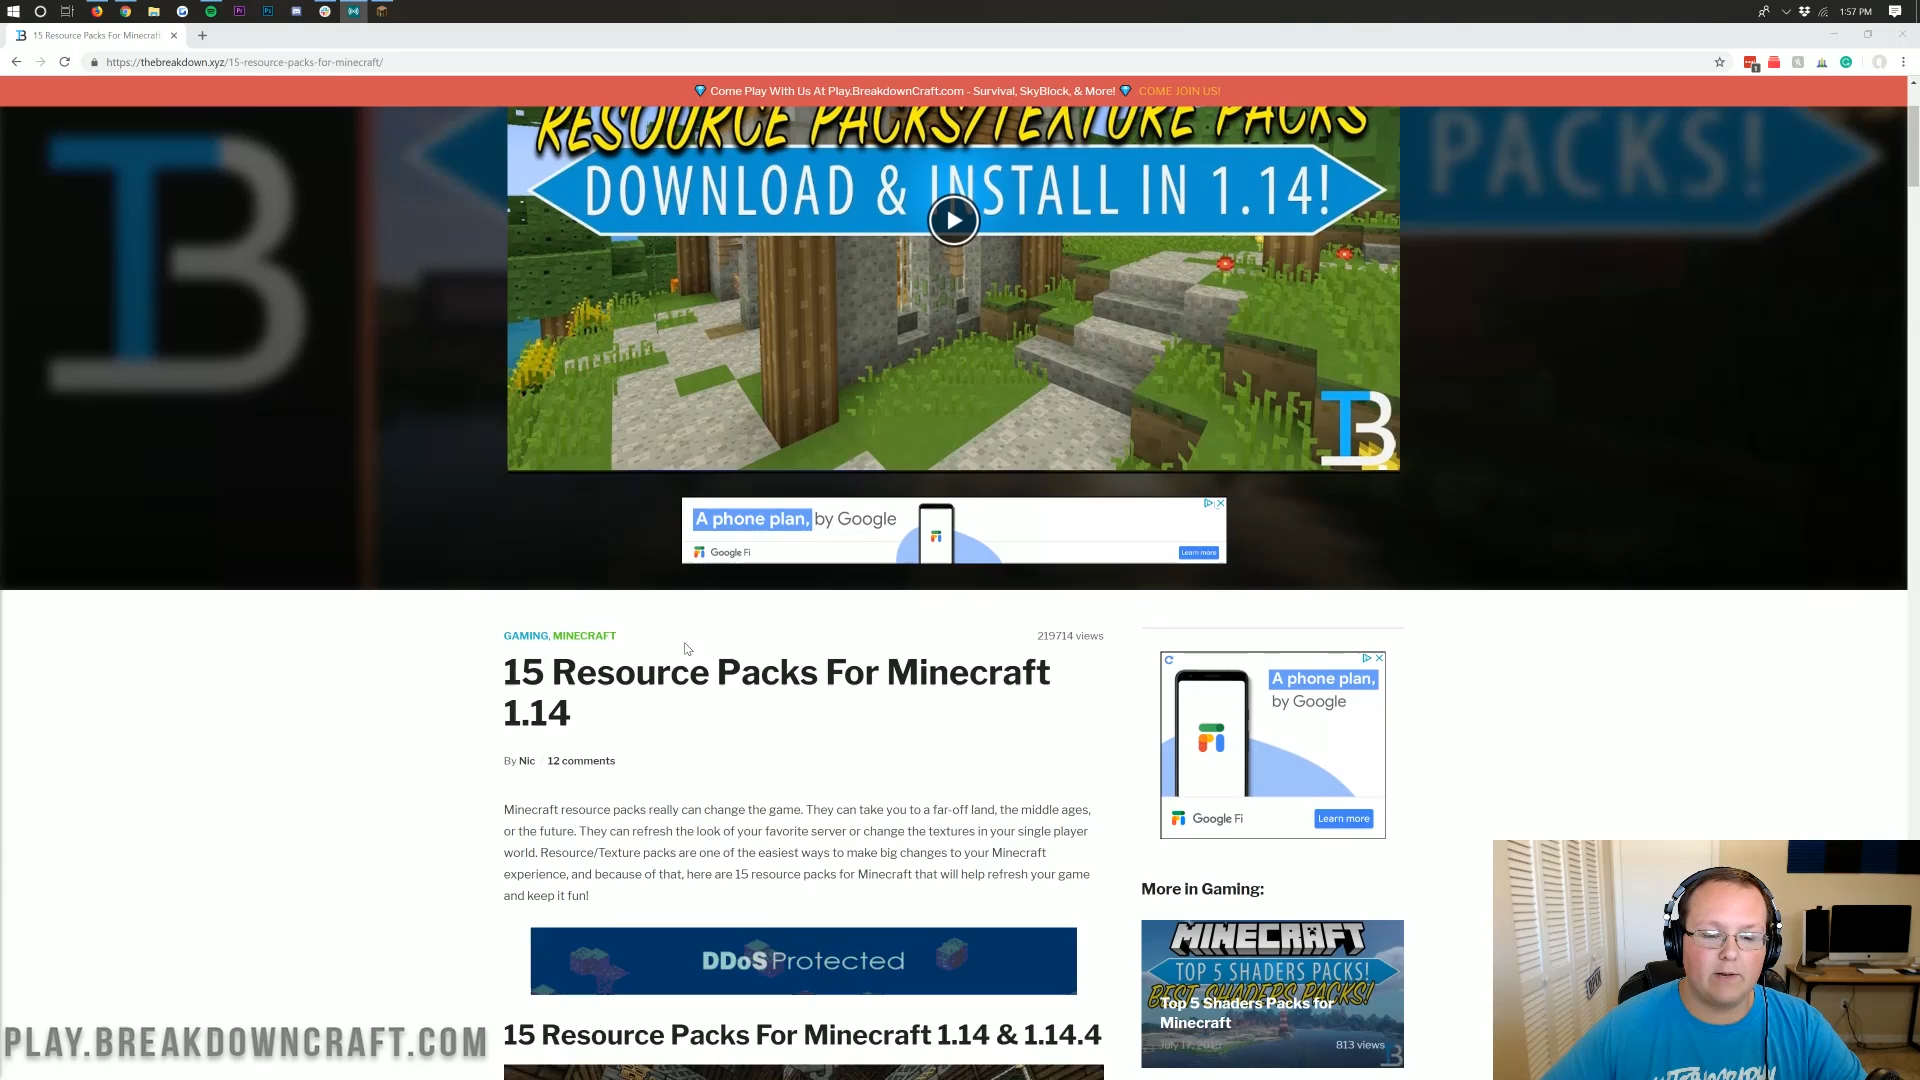 1:57 PM
15 Resource Packs For Minecraft
https://thebreakdown.xyz/15-resource-packs-for-minecraft/
Come Play With Us At Play.BreakdownCraft.com - Survival, SkyBlock, & More! COME JOIN US!
RESOURCE PACKS/TEXTURE PACKS
DOWNLOAD & INSTALL IN 1.14!
PACKS!
TB
TB
A phone plan, by Google
Google Fi
Learn more
GAMING, MINECRAFT
219714 views
15 Resource Packs For Minecraft
1.14
By Nic / 12 comments
Minecraft resource packs really can change the game. They can take you to a far-off land, the middle ages,
or the future. They can refresh the look of your favorite server or change the textures in your single player
world. Resource/Texture packs are one of the easiest ways to make big changes to your Minecraft
experience, and because of that, here are 15 resource packs for Minecraft that will help refresh your game
and keep it fun!
DDoS Protected
15 Resource Packs For Minecraft 1.14 & 1.14.4
A phone plan,
by Google
Google Fi
Learn more
More in Gaming:
MINECRAFT
TOP 5 SHADERS PACKS!
BEST SHADERS PACKS!
Top 5 Shaders Packs for
Minecraft
July 17, 2019
813 views
PLAY.BREAKDOWNCRAFT.COM